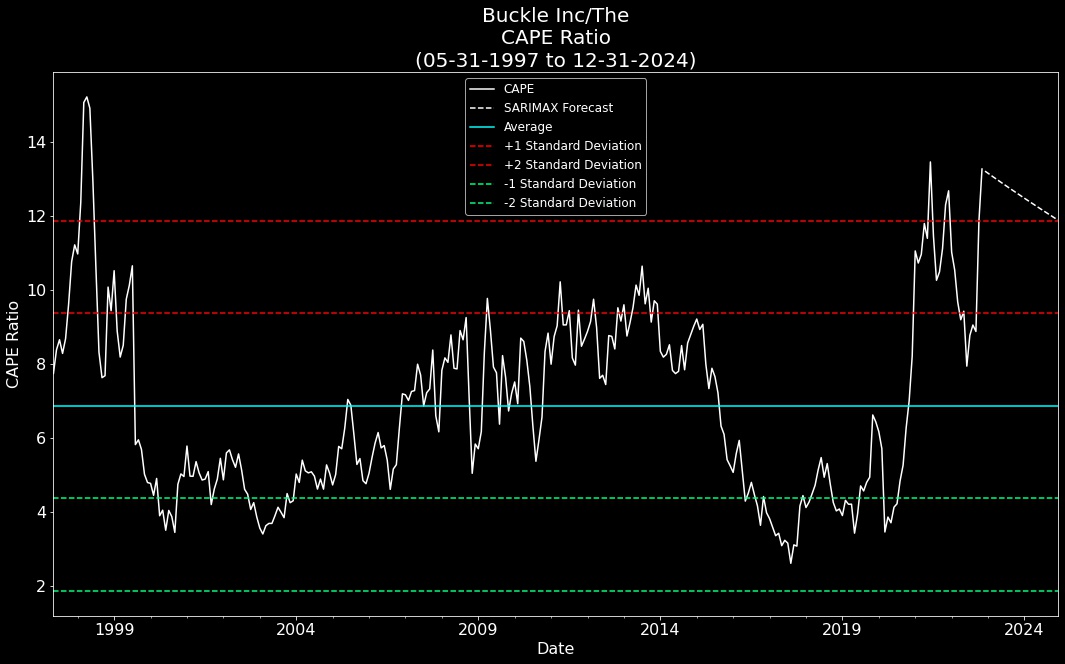 Buckle Inc/The
CAPE Ratio
(05-31-1997 to 12-31-2024)
CAPE
SARIMAX Forecast
Average
+1 Standard Deviation
+2 Standard Deviation
-1 Standard Deviation
-2 Standard Deviation
CAPE Ratio
14
12
10
8
6
4
2
1999 2004 2009 2014 2019 2024
Date